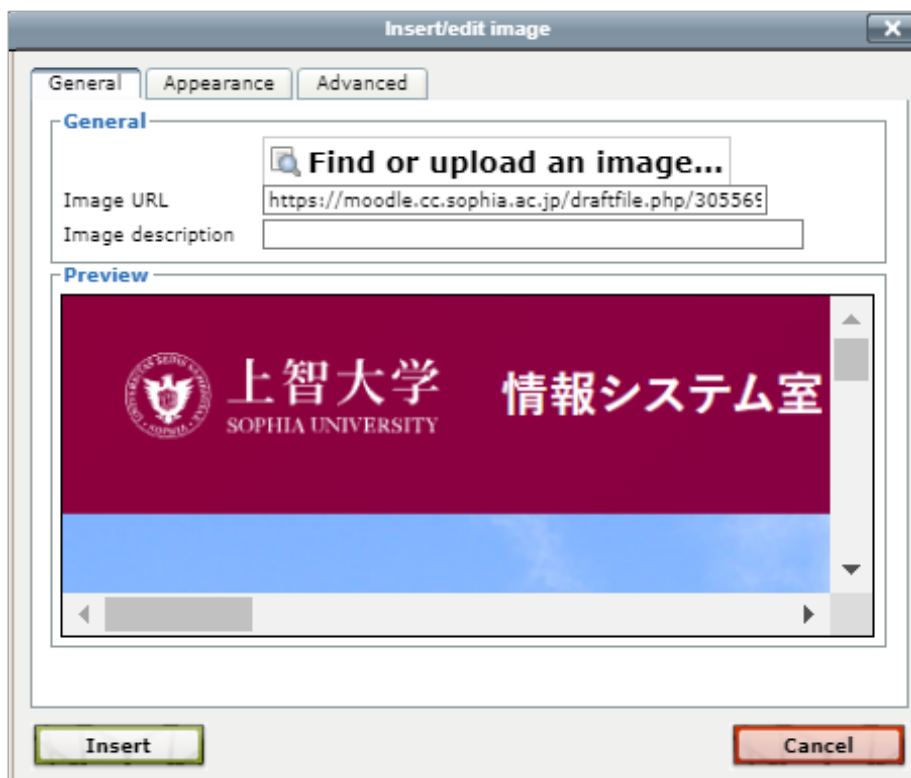 Insert/edit image
General Appearance Advanced
General
Find or upload an image...
Image URL https://moodle.cc.sophia.ac.jp/draftfile.php/305569
Image description
Preview
上智大学 情報システム室
SOPHIA UNIVERSITY
Insert Cancel